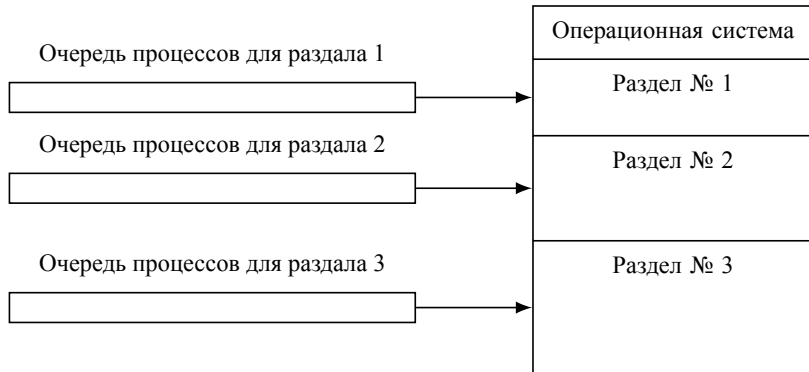 Операционная система
Очередь процессов для раздала 1
Раздел № 1
Очередь процессов для раздала 2
Раздел № 2
Очередь процессов для раздала 3
Раздел № 3